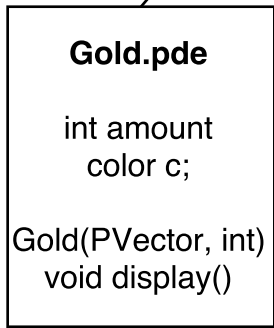 Gold.pde
int amount
color c;
Gold(PVector, int)
void display()